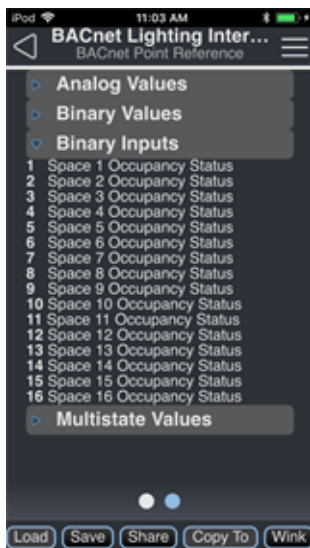 iPod 11:03 AM
BACnet Lighting Inter...
BACnet Point Reference
Analog Values
Binary Values
Binary Inputs
1 Space 1 Occupancy Status
2 Space 2 Occupancy Status
3 Space 3 Occupancy Status
4 Space 4 Occupancy Status
5 Space 5 Occupancy Status
6 Space 6 Occupancy Status
7 Space 7 Occupancy Status
8 Space 8 Occupancy Status
9 Space 9 Occupancy Status
10 Space 10 Occupancy Status
11 Space 11 Occupancy Status
12 Space 12 Occupancy Status
13 Space 13 Occupancy Status
14 Space 14 Occupancy Status
15 Space 15 Occupancy Status
16 Space 16 Occupancy Status
Multistate Values
Load Save Share Copy To Wink